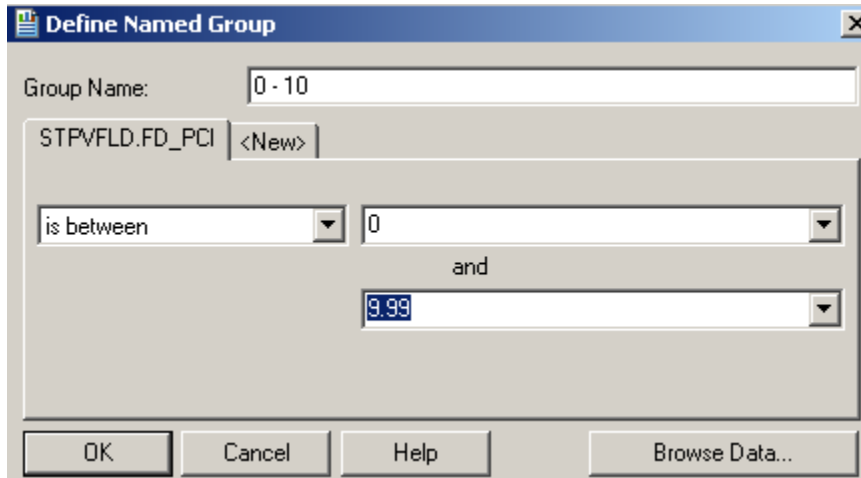 Define Named Group
Group Name: 0 - 10
STPVFLD.FD_PCI <New>
is between 0
and
9.99
OK Cancel Help Browse Data...